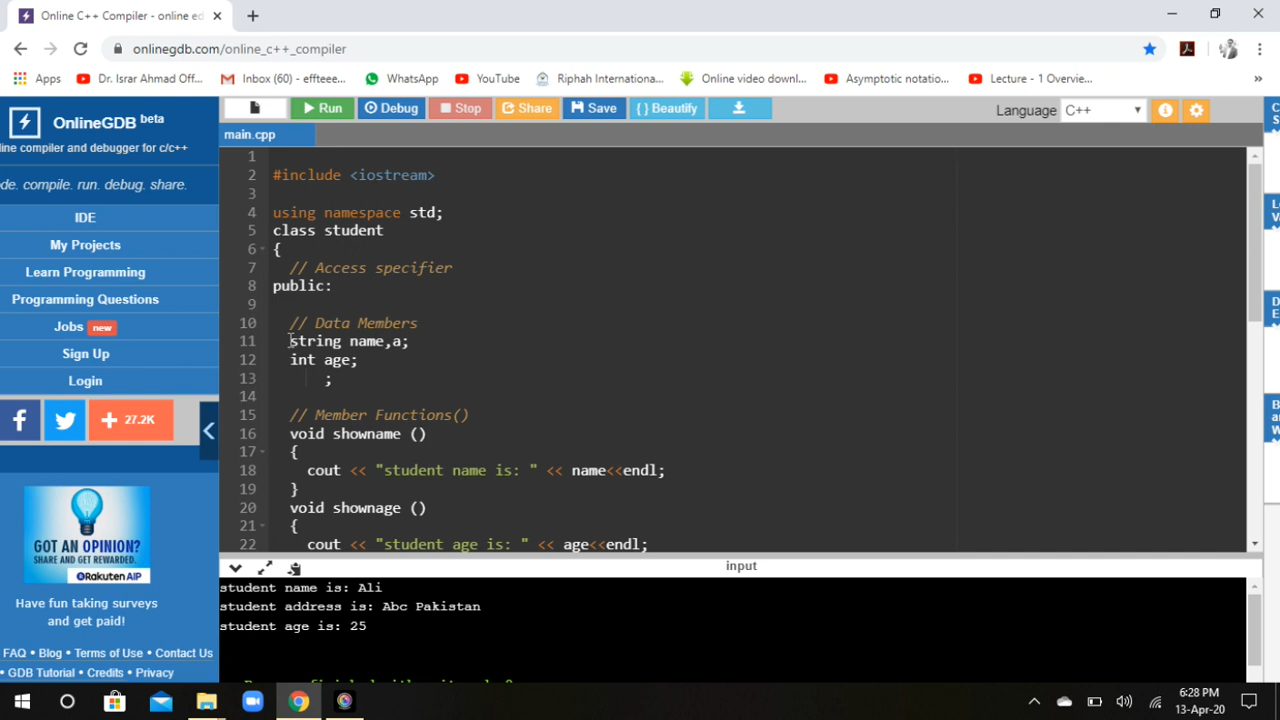 Online C++ Compiler - online ed
onlinegdb.com/online_c++_compiler
Apps
Dr. Israr Ahmad Off...
Inbox (60) - effteee...
WhatsApp
YouTube
Riphah Internationa...
Online video downl...
Asymptotic notatio...
Lecture - 1 Overvie...
»
OnlineGDB beta
line compiler and debugger for c/c++
ode. compile. run. debug. share.
IDE
My Projects
Learn Programming
Programming Questions
Jobs new
Sign Up
Login
27.2K
GOT AN OPINION?
SHARE AND GET REWARDED.
Rakuten AIP
Have fun taking surveys
and get paid!
FAQ • Blog • Terms of Use • Contact Us
• GDB Tutorial • Credits • Privacy
Run Debug Stop Share Save { } Beautify
Language C++
main.cpp
1
2 #include <iostream>
3
4 using namespace std;
5 class student
6 {
7 // Access specifier
8 public:
9
10 // Data Members
11 string name,a;
12 int age;
13 ;
14
15 // Member Functions()
16 void showname ()
17 {
18 cout << "student name is: " << name<<endl;
19 }
20 void shownage ()
21 {
22 cout << "student age is: " << age<<endl;
input
student name is: Ali
student address is: Abc Pakistan
student age is: 25
6:28 PM
13-Apr-20